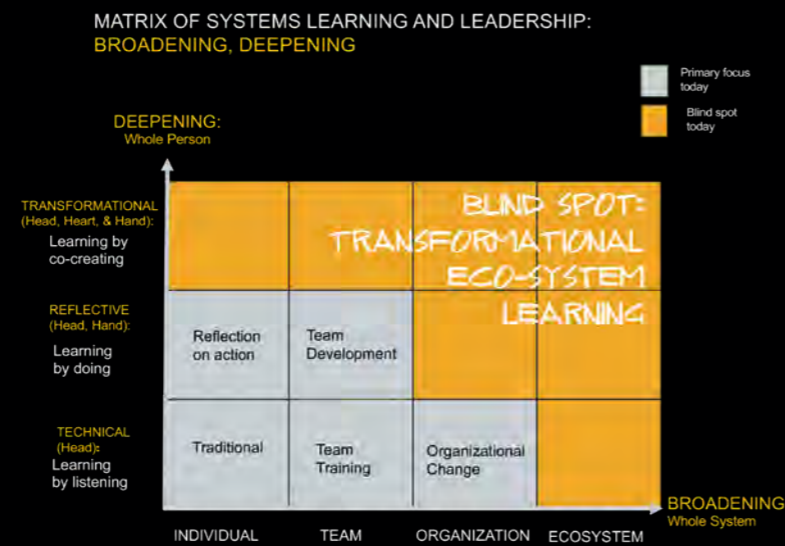 MATRIX OF SYSTEMS LEARNING AND LEADERSHIP:
BROADENING, DEEPENING
Primary focus
today
Blind spot
today
DEEPENING:
Whole Person
TRANSFORMATIONAL
(Head, Heart, & Hand):
Learning by
co-creating
BLIND SPOT:
TRANSFORMATIONAL
ECO-SYSTEM
LEARNING
REFLECTIVE
(Head, Hand):
Learning
by doing
Reflection
on action
Team
Development
TECHNICAL
(Head):
Learning
by listening
Traditional
Team
Training
Organizational
Change
BROADENING
Whole System
INDIVIDUAL
TEAM
ORGANIZATION
ECOSYSTEM